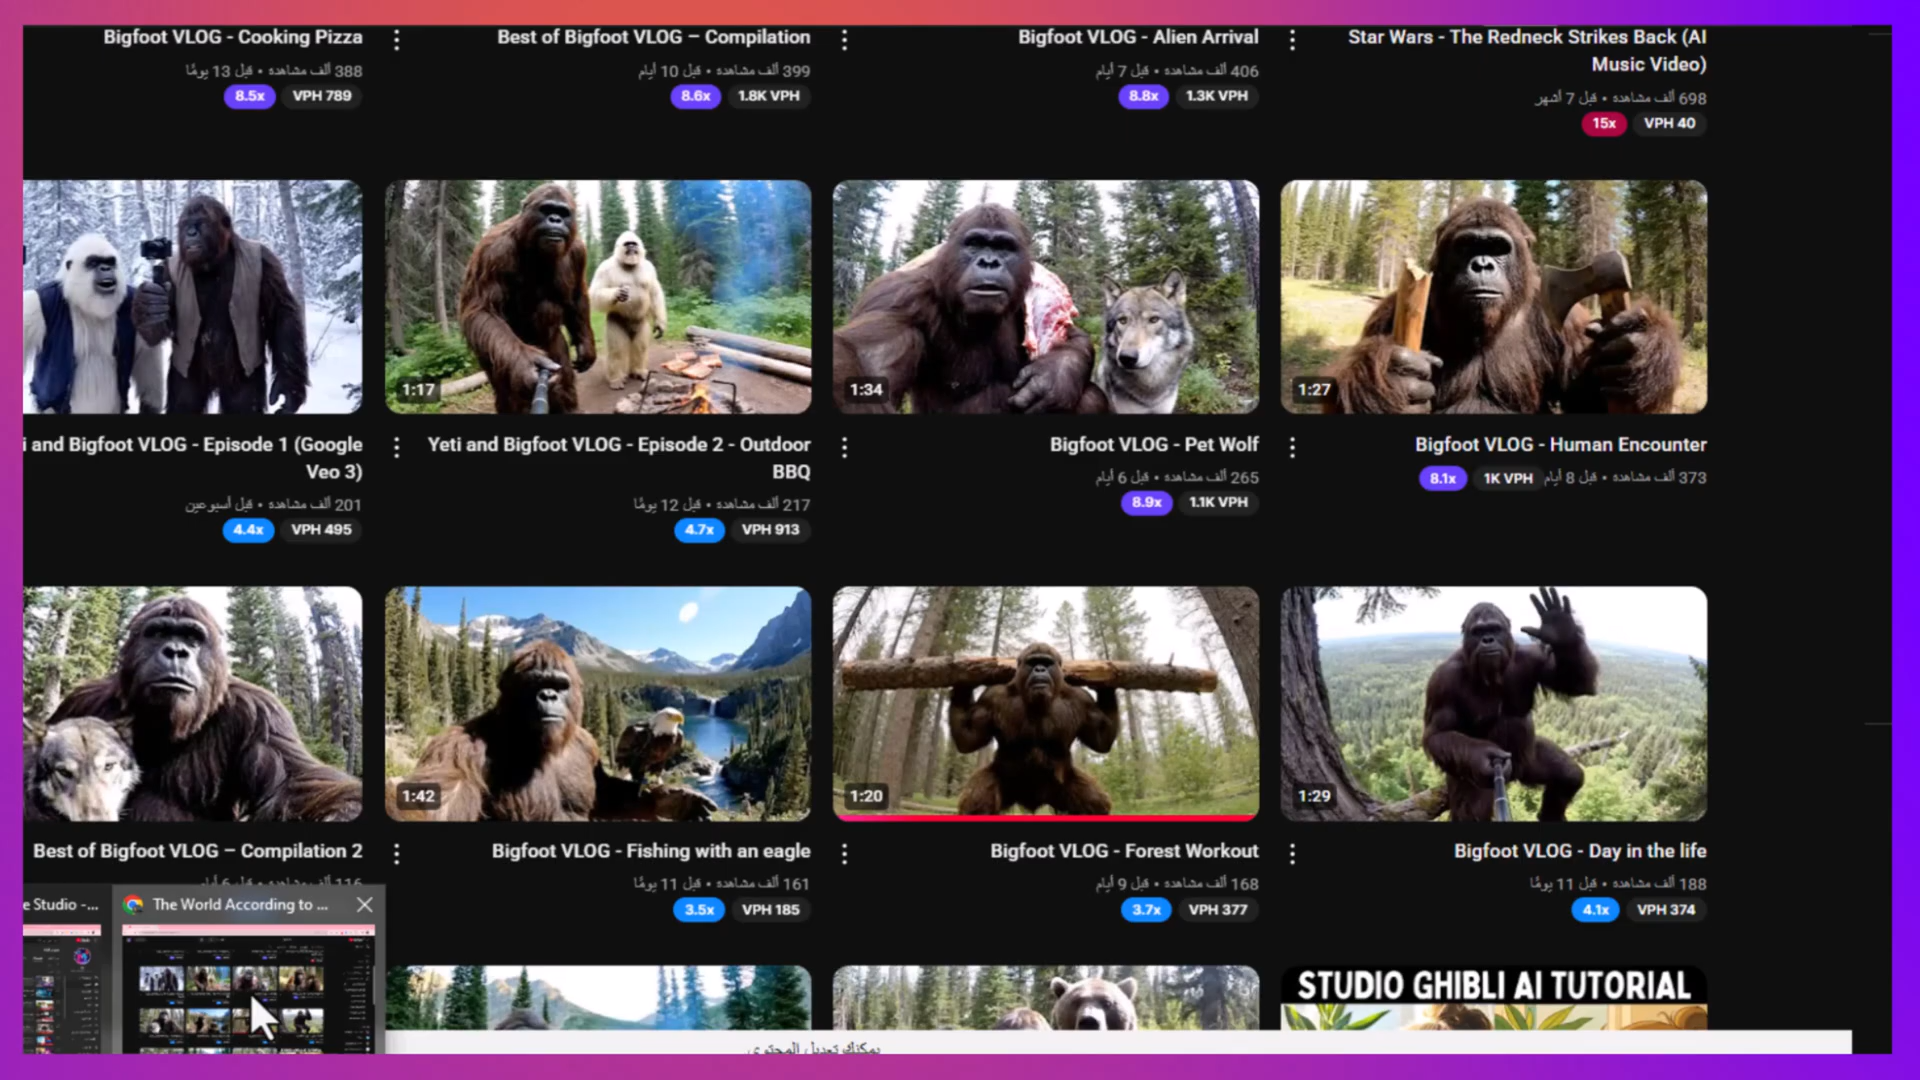 Star Wars - The Redneck Strikes Back (AI
Music Video)
698 ألف مشاهدة • قبل 7 أشهر
15x VPH 40
Bigfoot VLOG - Alien Arrival
406 ألف مشاهدة • قبل 7 أيام
8.8x 1.3K VPH
Best of Bigfoot VLOG – Compilation
399 ألف مشاهدة • قبل 10 أيام
8.6x 1.8K VPH
Bigfoot VLOG - Cooking Pizza
388 ألف مشاهدة • قبل 13 يومًا
8.5x VPH 789
1:27
Bigfoot VLOG - Human Encounter
373 ألف مشاهدة • قبل 8 أيام
8.1x 1K VPH
1:34
Bigfoot VLOG - Pet Wolf
265 ألف مشاهدة • قبل 6 أيام
8.9x 1.1K VPH
1:17
Yeti and Bigfoot VLOG - Episode 2 - Outdoor
BBQ
217 ألف مشاهدة • قبل 12 يومًا
4.7x VPH 913
i and Bigfoot VLOG - Episode 1 (Google
Veo 3)
201 ألف مشاهدة • قبل أسبوعين
4.4x VPH 495
1:29
Bigfoot VLOG - Day in the life
188 ألف مشاهدة • قبل 11 يومًا
4.1x VPH 374
1:20
Bigfoot VLOG - Forest Workout
168 ألف مشاهدة • قبل 9 أيام
3.7x VPH 377
1:42
Bigfoot VLOG - Fishing with an eagle
161 ألف مشاهدة • قبل 11 يومًا
3.5x VPH 185
Best of Bigfoot VLOG – Compilation 2
116 ألف مشاهدة • قبل 6 أيام
e Studio -...
The World According to ...
STUDIO GHIBLI AI TUTORIAL
يمكنك تعديل المحتوى